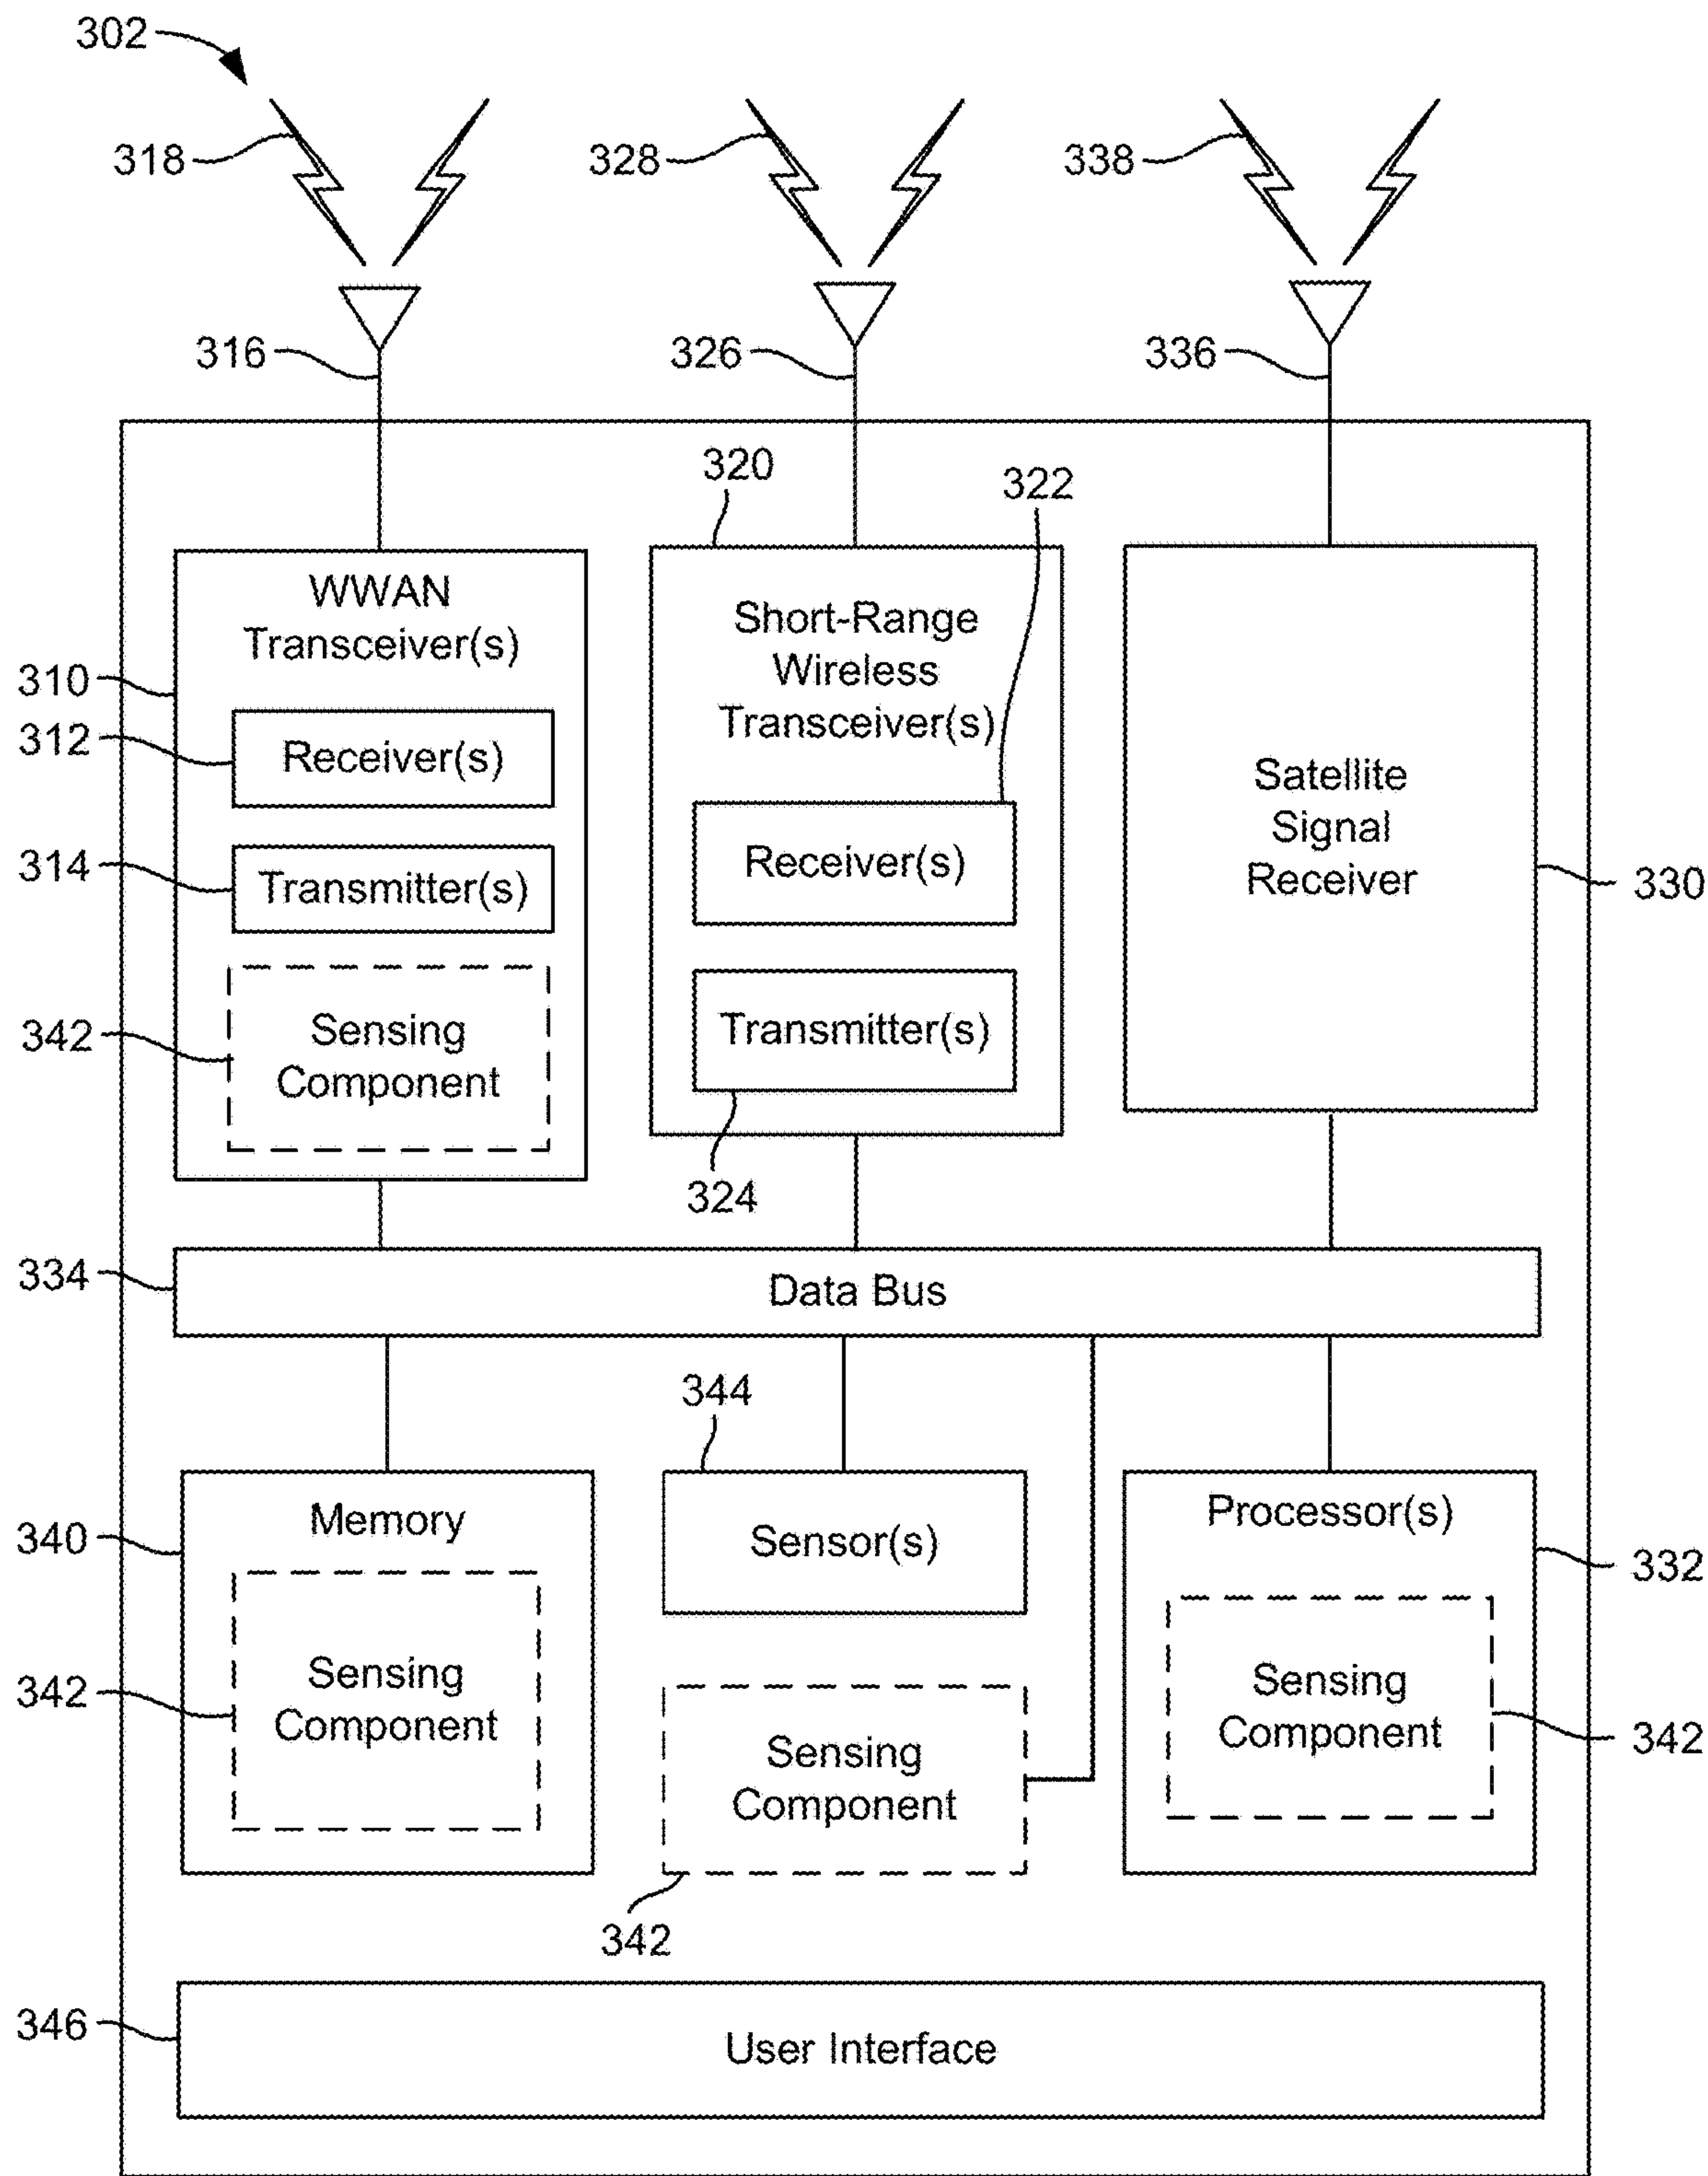 302
318
328
338
316
326
336
320
322
WWAN
Transceiver(s)
310
312
Receiver(s)
314
Transmitter(s)
342
Sensing
Component
Short-Range
Wireless
Transceiver(s)
Receiver(s)
Transmitter(s)
324
Satellite
Signal
Receiver
330
334
Data Bus
344
340
Memory
342
Sensing
Component
Sensor(s)
Sensing
Component
342
Processor(s)
332
Sensing
Component
342
346
User Interface